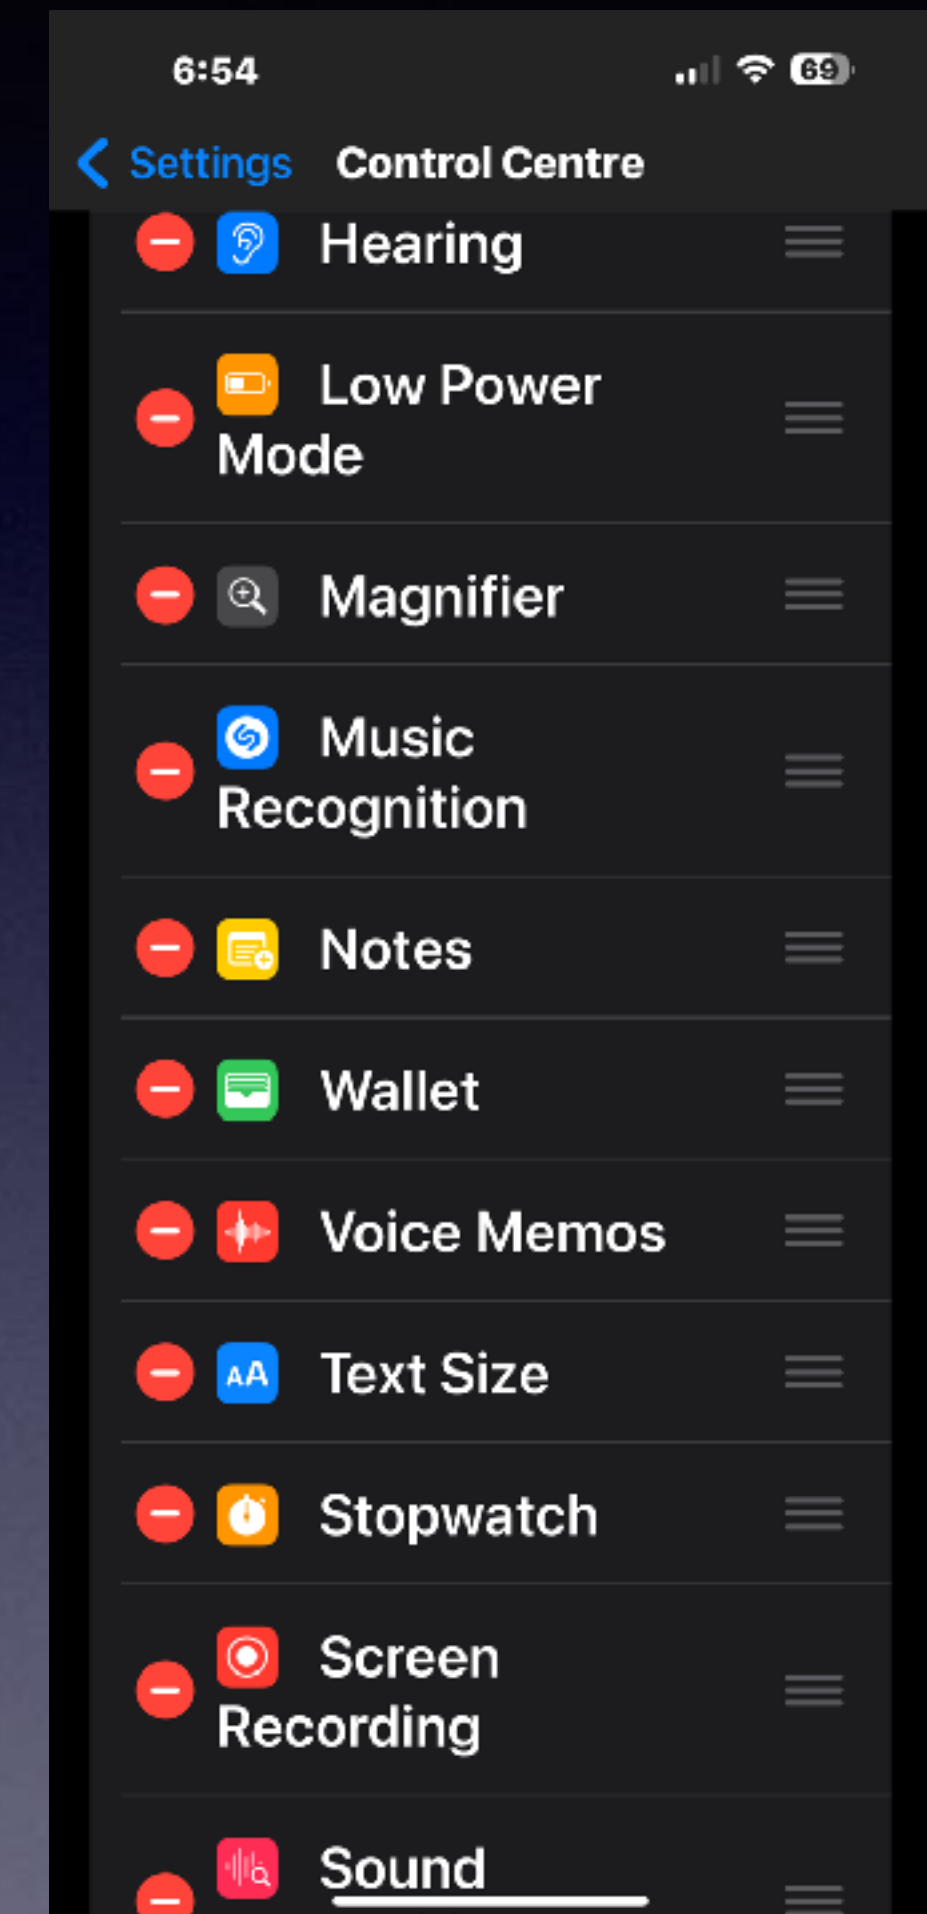 6:54
69
Settings
Control Centre
Hearing
Low Power
Mode
Magnifier
Music
Recognition
Notes
Wallet
Voice Memos
AA Text Size
Stopwatch
Screen
Recording
Sound